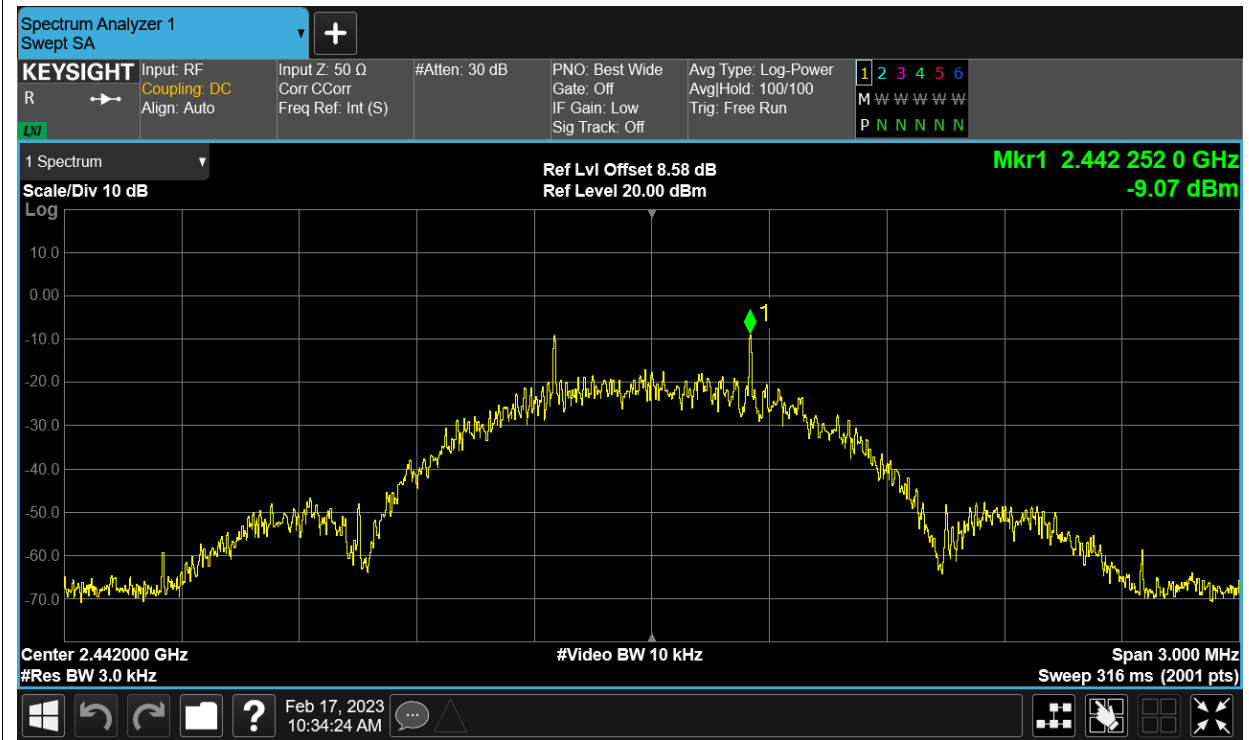 Spectrum Analyzer 1
Swept SA
KEYSIGHT
R
LXI
Input: RF
Coupling: DC
Align: Auto
Input Z: 50 Ω
Corr CCorr
Freq Ref: Int (S)
#Atten: 30 dB
PNO: Best Wide
Gate: Off
IF Gain: Low
Sig Track: Off
Avg Type: Log-Power
Avg|Hold: 100/100
Trig: Free Run
1 2 3 4 5 6
M W W W W W
P N N N N N
1 Spectrum
Scale/Div 10 dB
Log
Ref Lvl Offset 8.58 dB
Ref Level 20.00 dBm
Mkr1 2.442 252 0 GHz
-9.07 dBm
10.0
0.00
-10.0
-20.0
-30.0
-40.0
-50.0
-60.0
-70.0
1
Center 2.442000 GHz
#Res BW 3.0 kHz
#Video BW 10 kHz
Span 3.000 MHz
Sweep 316 ms (2001 pts)
?
Feb 17, 2023
10:34:24 AM